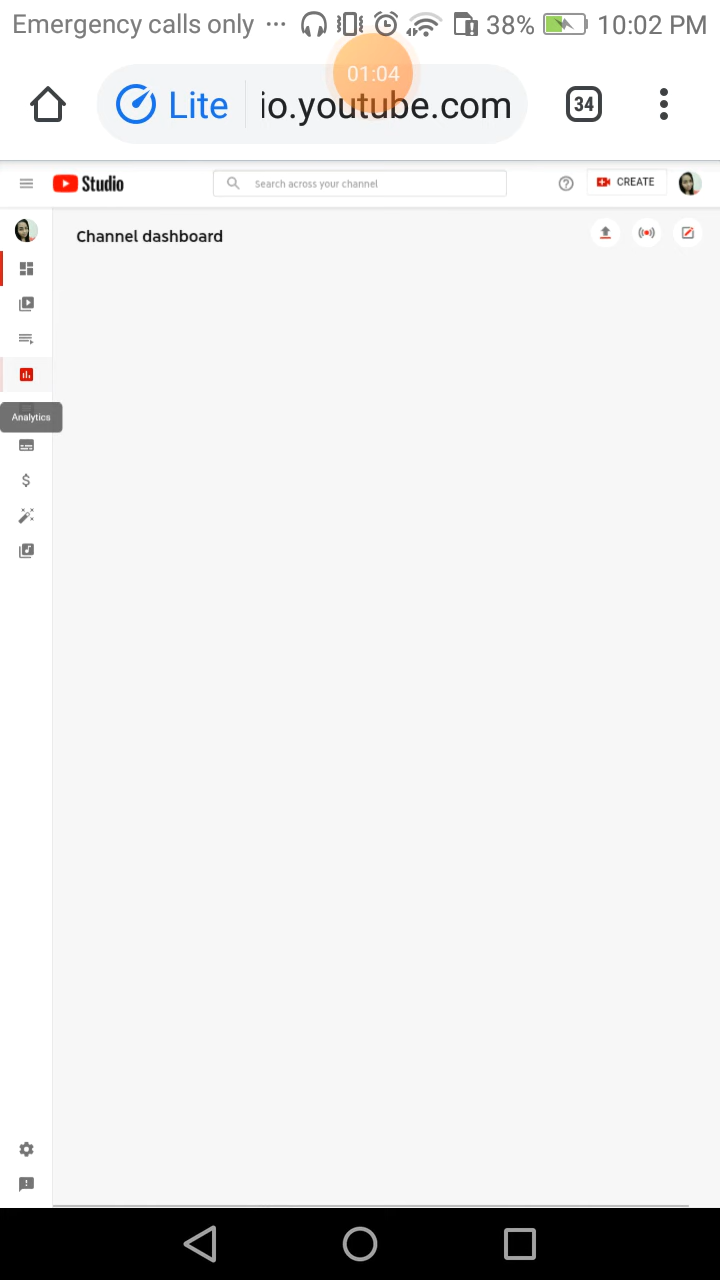 Emergency calls only ... 38% 10:02 PM
01:04
Lite io.youtube.com 34
Studio Search across your channel CREATE
Channel dashboard
Analytics